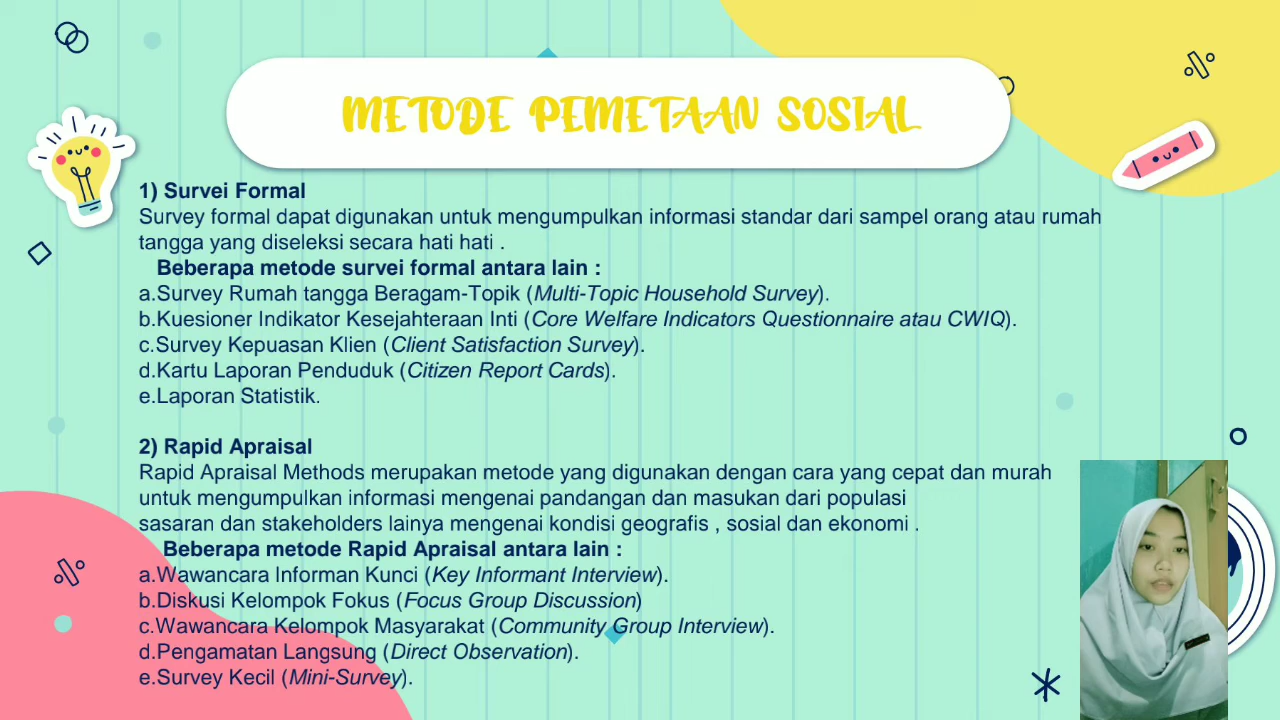 METODE PEMETAAN SOSIAL
1) Survei Formal
Survey formal dapat digunakan untuk mengumpulkan informasi standar dari sampel orang atau rumah
tangga yang diseleksi secara hati hati .
Beberapa metode survei formal antara lain :
a.Survey Rumah tangga Beragam-Topik (Multi-Topic Household Survey).
b.Kuesioner Indikator Kesejahteraan Inti (Core Welfare Indicators Questionnaire atau CWIQ).
c.Survey Kepuasan Klien (Client Satisfaction Survey).
d.Kartu Laporan Penduduk (Citizen Report Cards).
e.Laporan Statistik.
2) Rapid Apraisal
Rapid Apraisal Methods merupakan metode yang digunakan dengan cara yang cepat dan murah
untuk mengumpulkan informasi mengenai pandangan dan masukan dari populasi
sasaran dan stakeholders lainya mengenai kondisi geografis , sosial dan ekonomi .
Beberapa metode Rapid Apraisal antara lain :
a.Wawancara Informan Kunci (Key Informant Interview).
b.Diskusi Kelompok Fokus (Focus Group Discussion)
c.Wawancara Kelompok Masyarakat (Community Group Interview).
d.Pengamatan Langsung (Direct Observation).
e.Survey Kecil (Mini-Survey).